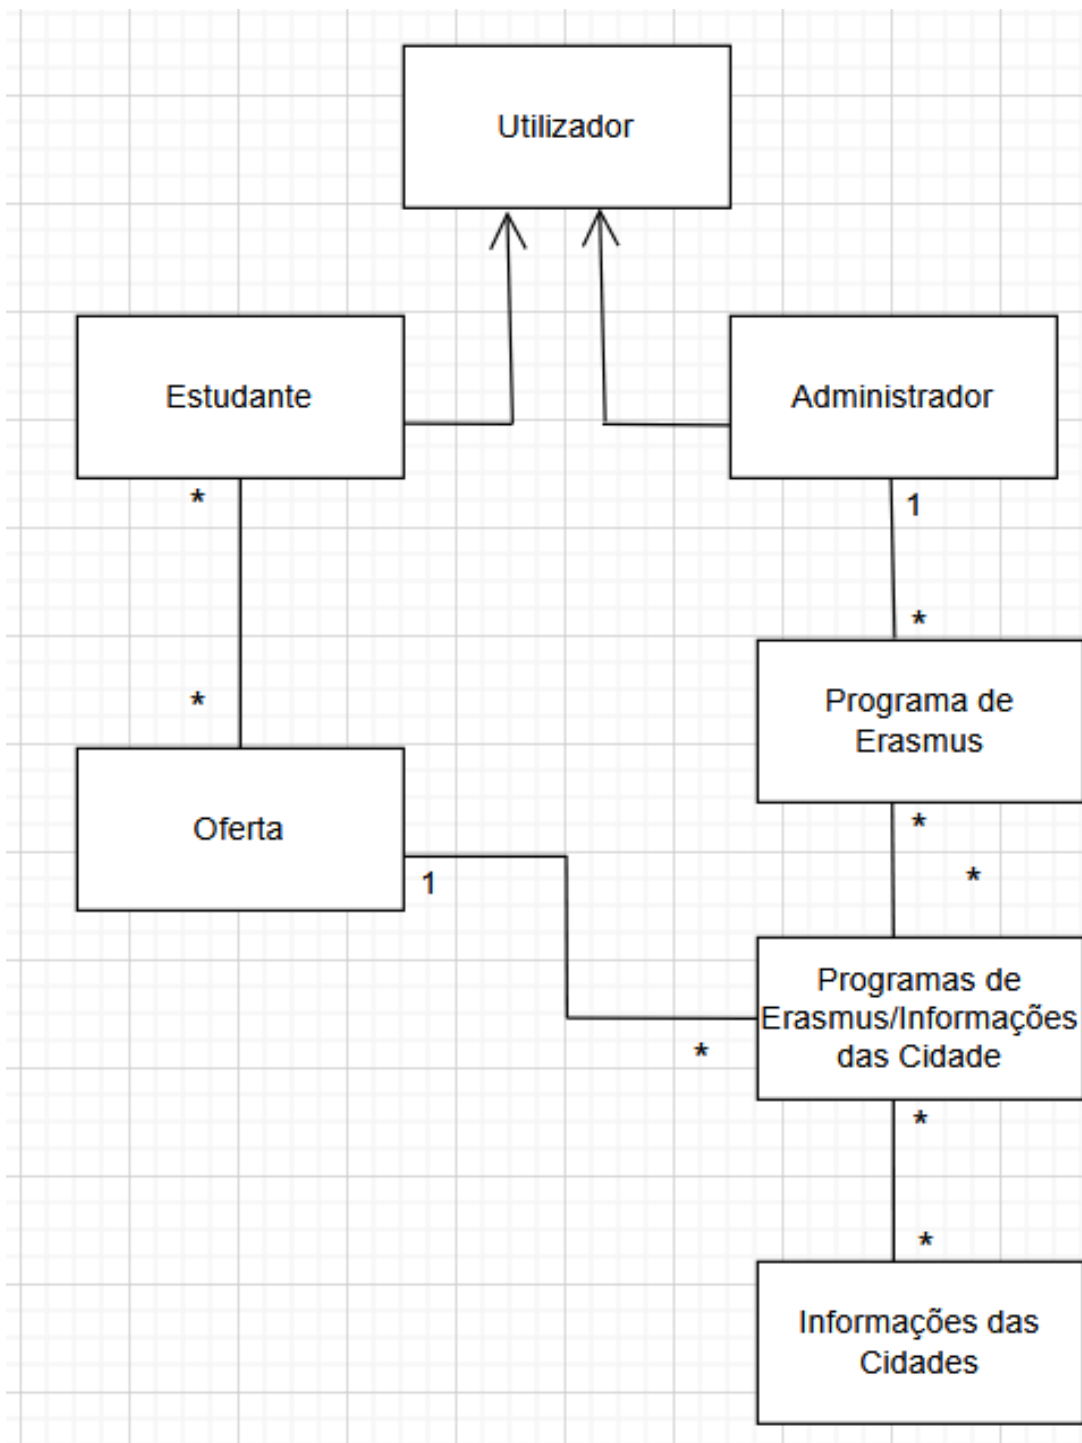 Utilizador
Estudante
Administrador
*
1
*
*
Programa de
Erasmus
Oferta
*
1
*
Programas de
Erasmus/Informações
das Cidade
*
*
*
Informações das
Cidades